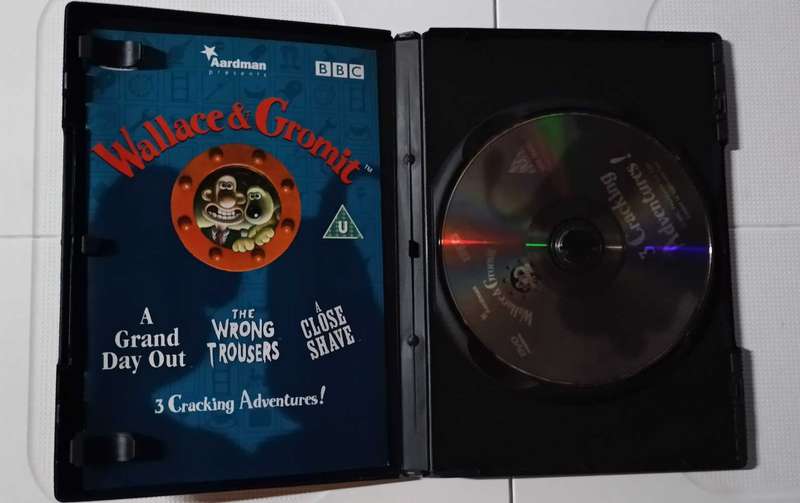 Aardman
presents
BBC
Wallace & Gromit™
U
A
Grand
Day Out
THE
WRONG
TROUSERS
A
CLOSE
SHAVE
3 Cracking Adventures!
3 Cracking
Adventures!
Wallace & Gromit